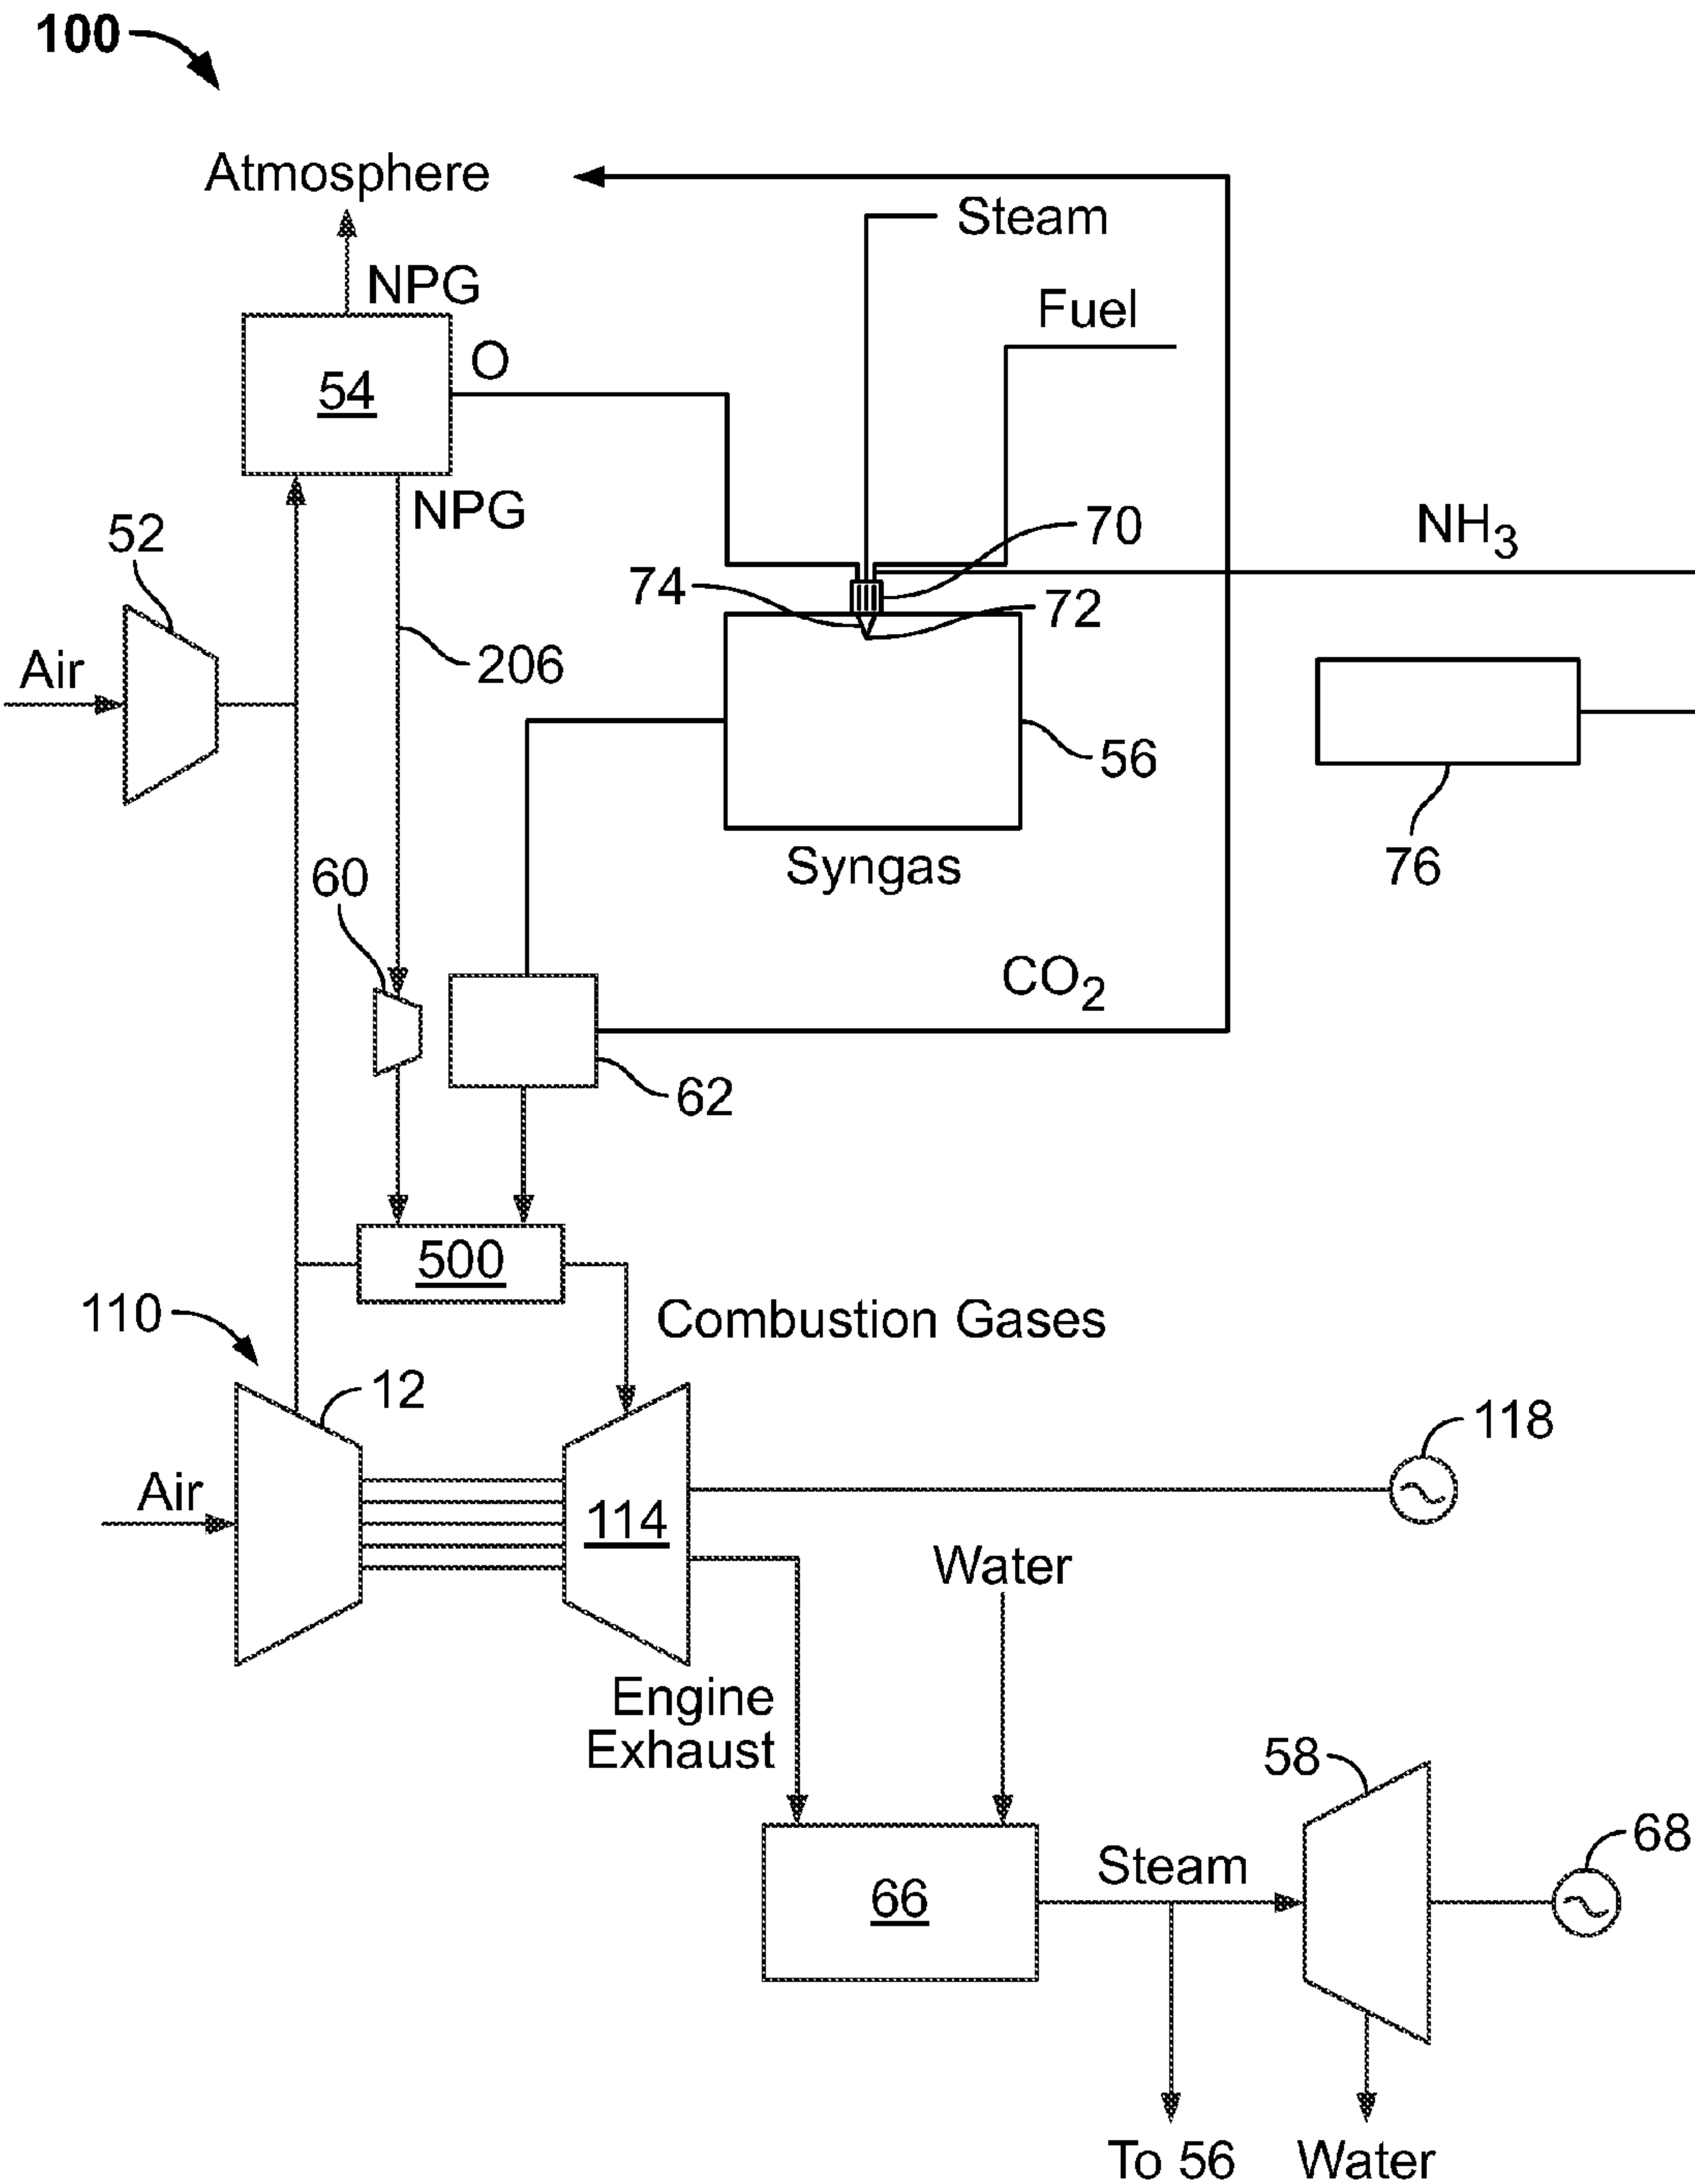 100
Atmosphere
Steam
NPG
Fuel
O
54
NPG
NH3
52
70
74
72
Air
206
56
Syngas
76
60
CO2
62
500
110
Combustion Gases
12
118
Air
114
Water
Engine
Exhaust
58
68
Steam
66
To 56
Water